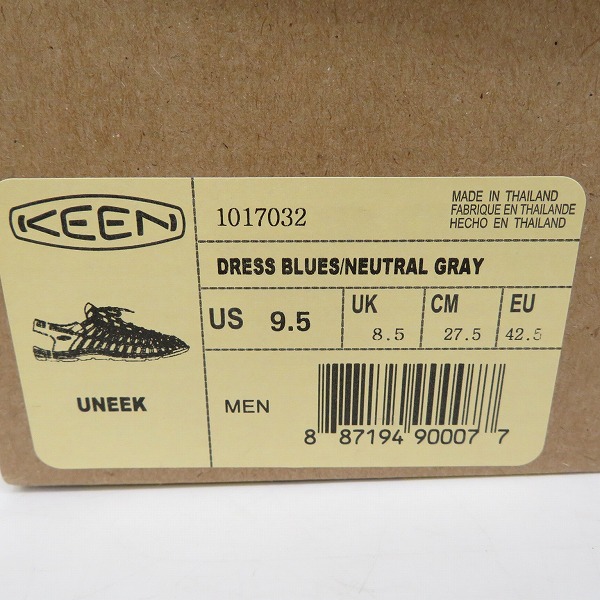 KEEN
1017032
MADE IN THAILAND
FABRIQUE EN THAILANDE
HECHO EN THAILAND
DRESS BLUES/NEUTRAL GRAY
US 9.5
UK 8.5
CM 27.5
EU 42.5
UNEEK
MEN
8 87194 90007 7